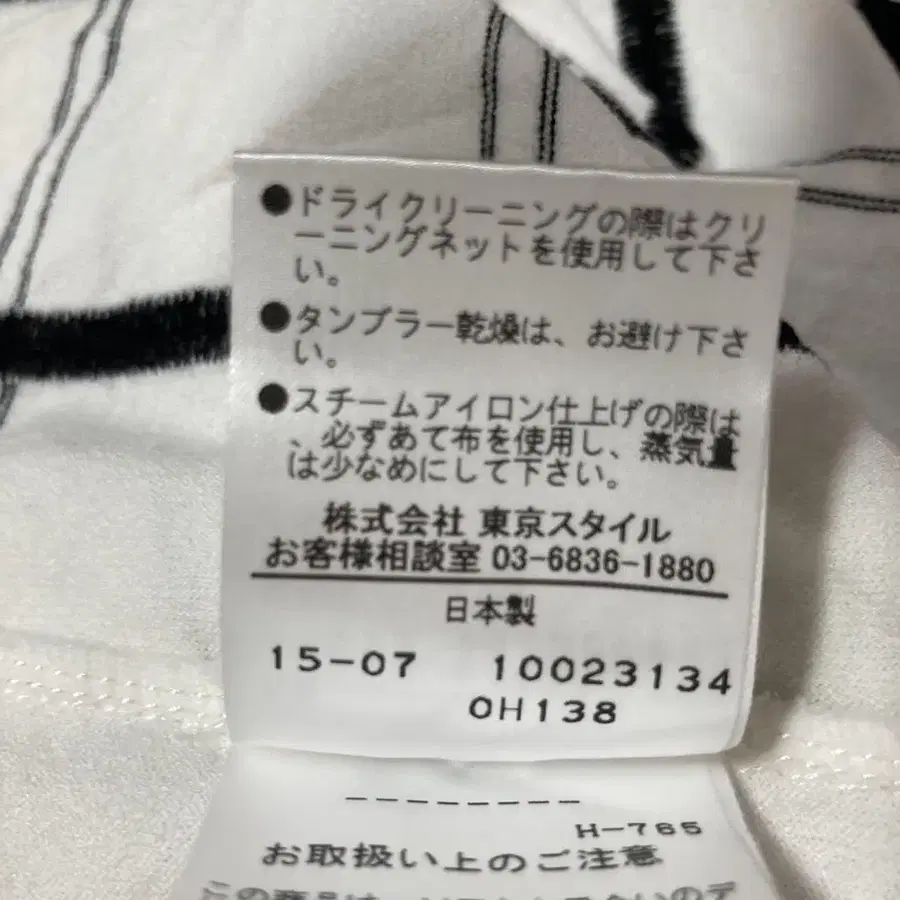 ●ドライクリーニングの際はクリ
ーニングネットを使用して下さ
い。
●タンブラー乾燥は、お避け下さ
い。
●スチームアイロン仕上げの際は
、必ずあて布を使用し、蒸気量
は少なめにして下さい。
株式会社 東京スタイル
お客様相談室 03-6836-1880
日本製
15-07 10023134
0H138
---------
H-765
お取扱い上のご注意
この商品は